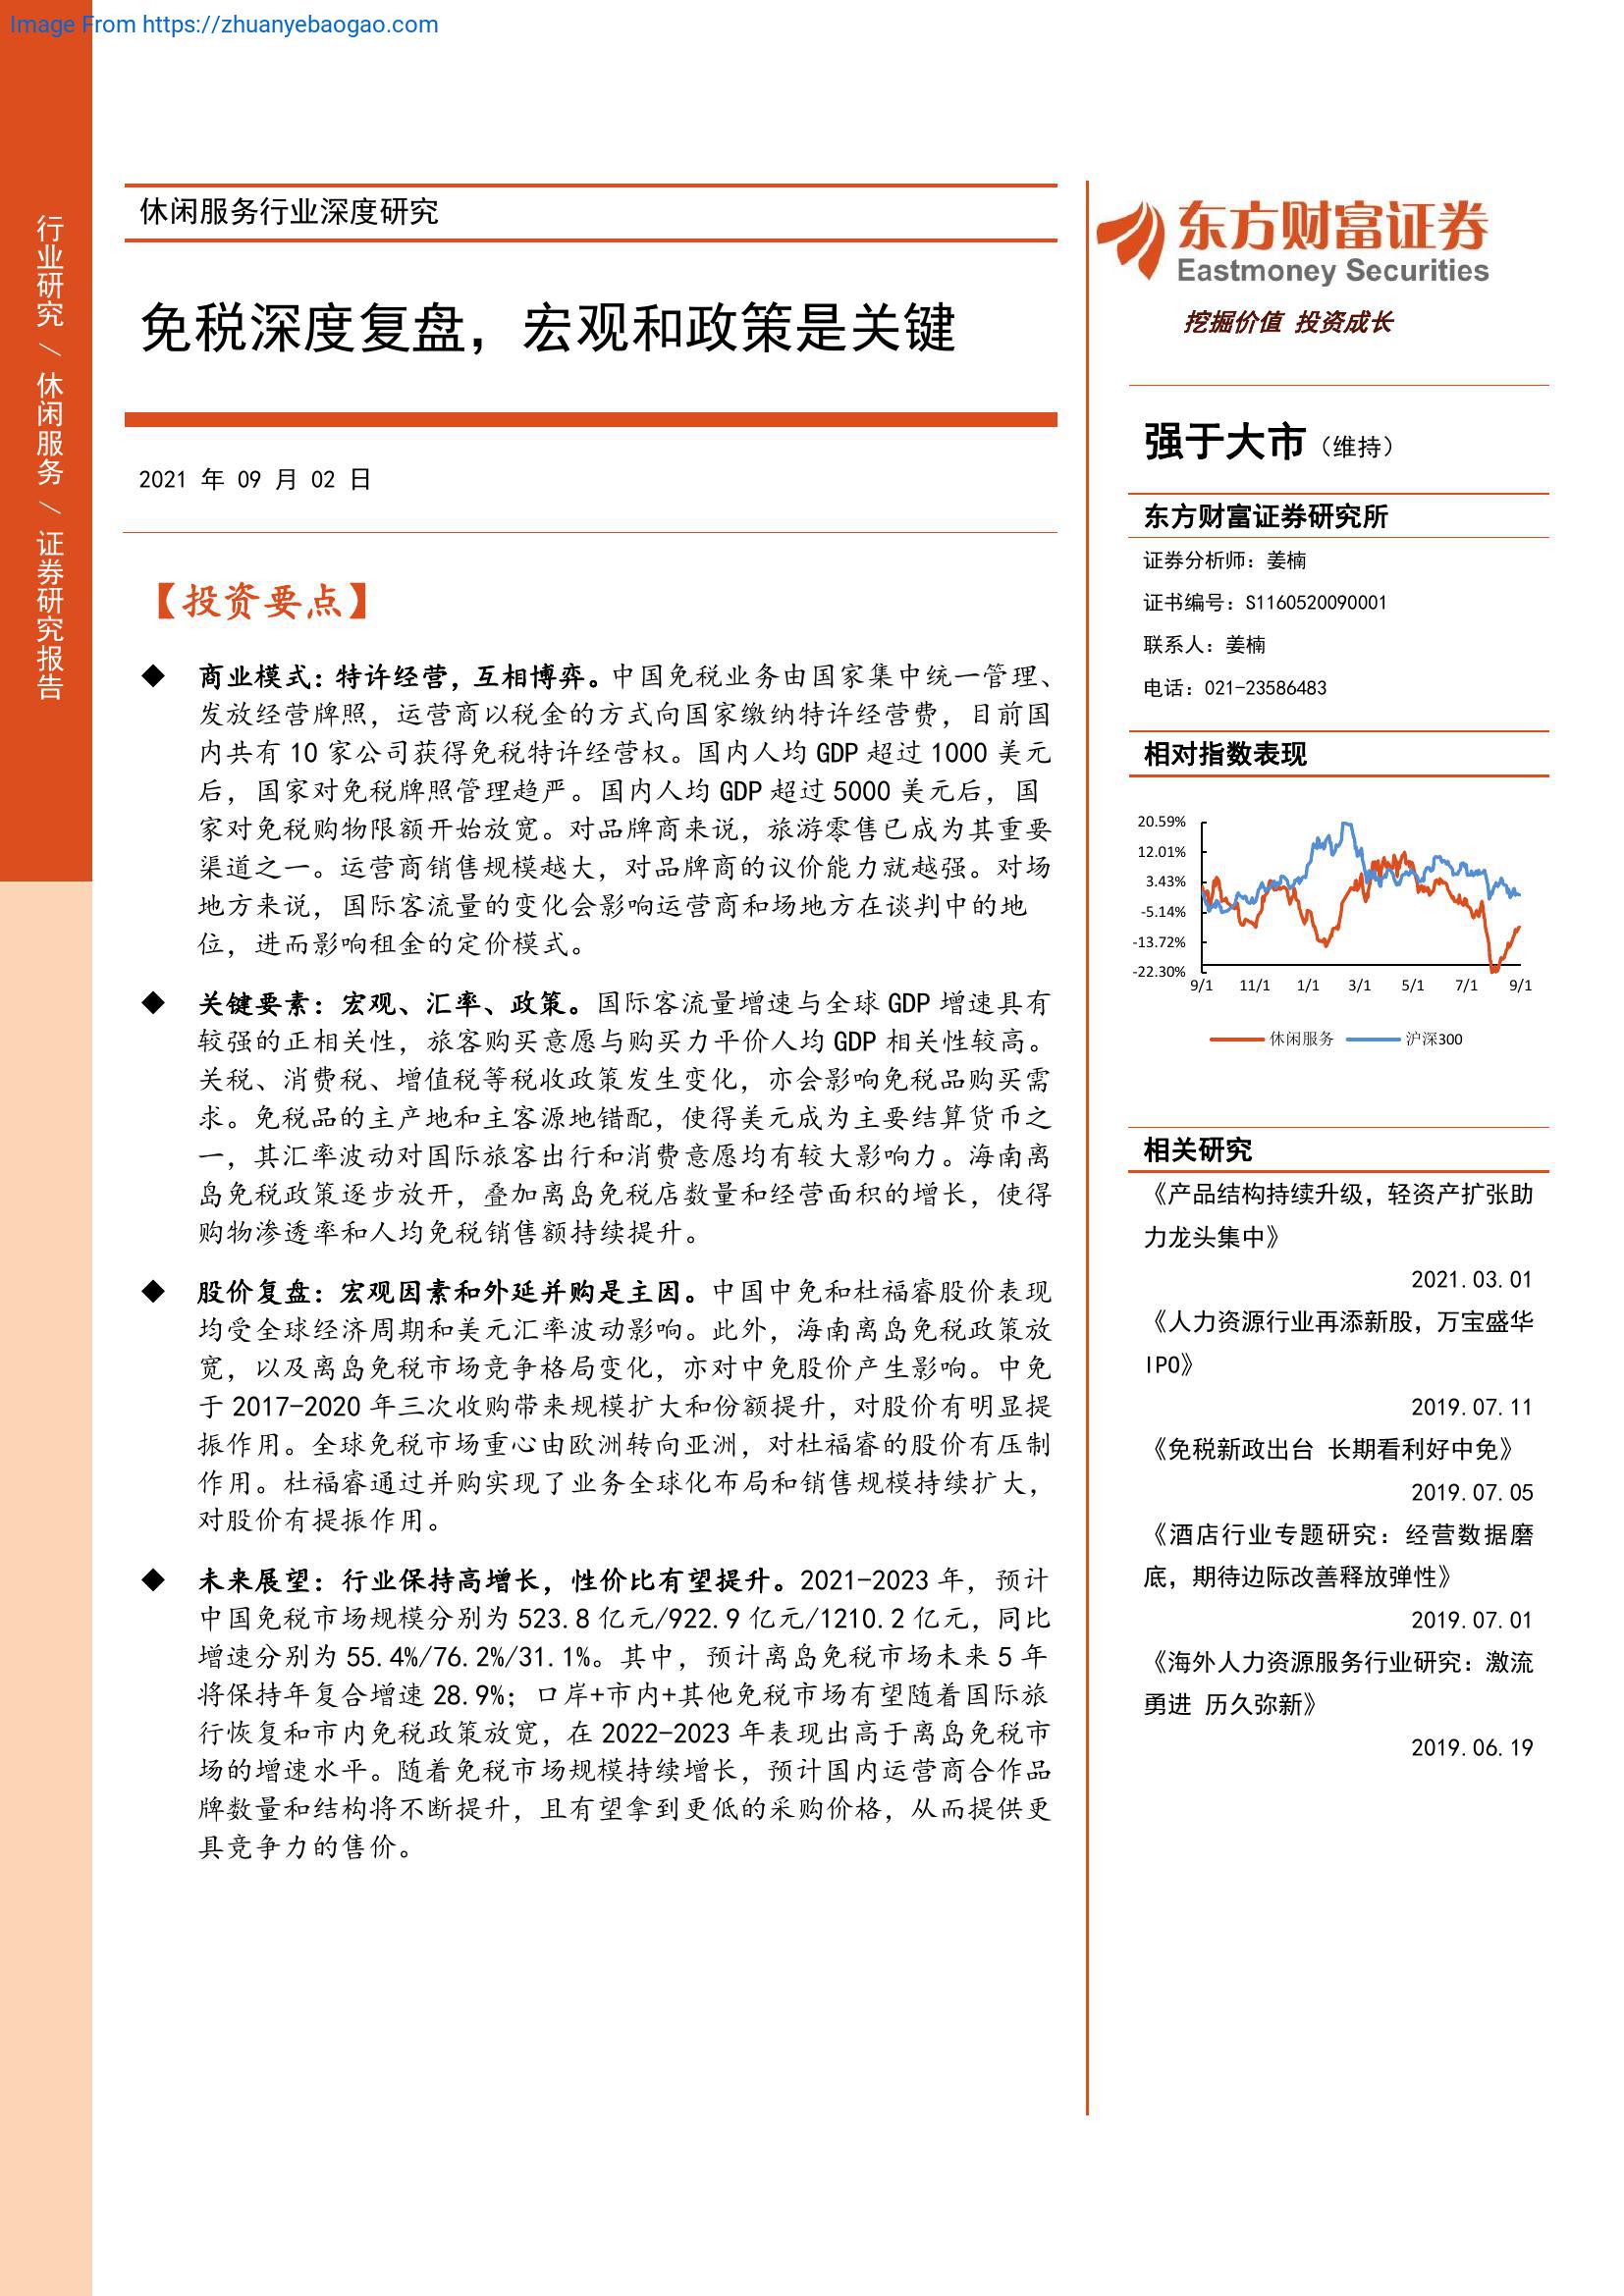 Image From https://zhuanyebaogao.com
行业研究 / 休闲服务 / 证券研究报告
休闲服务行业深度研究
免税深度复盘，宏观和政策是关键
2021 年 09 月 02 日
【投资要点】
◆ 商业模式：特许经营，互相博弈。中国免税业务由国家集中统一管理、
发放经营牌照，运营商以税金的方式向国家缴纳特许经营费，目前国
内共有 10 家公司获得免税特许经营权。国内人均 GDP 超过 1000 美元
后，国家对免税牌照管理趋严。国内人均 GDP 超过 5000 美元后，国
家对免税购物限额开始放宽。对品牌商来说，旅游零售已成为其重要
渠道之一。运营商销售规模越大，对品牌商的议价能力就越强。对场
地方来说，国际客流量的变化会影响运营商和场地方在谈判中的地
位，进而影响租金的定价模式。
◆ 关键要素：宏观、汇率、政策。国际客流量增速与全球 GDP 增速具有
较强的正相关性，旅客购买意愿与购买力平价人均 GDP 相关性较高。
关税、消费税、增值税等税收政策发生变化，亦会影响免税品购买需
求。免税品的主产地和主客源地错配，使得美元成为主要结算货币之
一，其汇率波动对国际旅客出行和消费意愿均有较大影响力。海南离
岛免税政策逐步放开，叠加离岛免税店数量和经营面积的增长，使得
购物渗透率和人均免税销售额持续提升。
◆ 股价复盘：宏观因素和外延并购是主因。中国中免和杜福睿股价表现
均受全球经济周期和美元汇率波动影响。此外，海南离岛免税政策放
宽，以及离岛免税市场竞争格局变化，亦对中免股价产生影响。中免
于 2017-2020 年三次收购带来规模扩大和份额提升，对股价有明显提
振作用。全球免税市场重心由欧洲转向亚洲，对杜福睿的股价有压制
作用。杜福睿通过并购实现了业务全球化布局和销售规模持续扩大，
对股价有提振作用。
◆ 未来展望：行业保持高增长，性价比有望提升。2021-2023 年，预计
中国免税市场规模分别为 523.8 亿元/922.9 亿元/1210.2 亿元，同比
增速分别为 55.4%/76.2%/31.1%。其中，预计离岛免税市场未来 5 年
将保持年复合增速 28.9%；口岸+市内+其他免税市场有望随着国际旅
行恢复和市内免税政策放宽，在 2022-2023 年表现出高于离岛免税市
场的增速水平。随着免税市场规模持续增长，预计国内运营商合作品
牌数量和结构将不断提升，且有望拿到更低的采购价格，从而提供更
具竞争力的售价。
东方财富证券
Eastmoney Securities
挖掘价值 投资成长
强于大市（维持）
东方财富证券研究所
证券分析师：姜楠
证书编号：S1160520090001
联系人：姜楠
电话：021-23586483
相对指数表现
20.59%
12.01%
3.43%
-5.14%
-13.72%
-22.30%
9/1 11/1 1/1 3/1 5/1 7/1 9/1
休闲服务 沪深300
相关研究
《产品结构持续升级，轻资产扩张助
力龙头集中》
2021.03.01
《人力资源行业再添新股，万宝盛华
IPO》
2019.07.11
《免税新政出台 长期看利好中免》
2019.07.05
《酒店行业专题研究：经营数据磨
底，期待边际改善释放弹性》
2019.07.01
《海外人力资源服务行业研究：激流
勇进 历久弥新》
2019.06.19